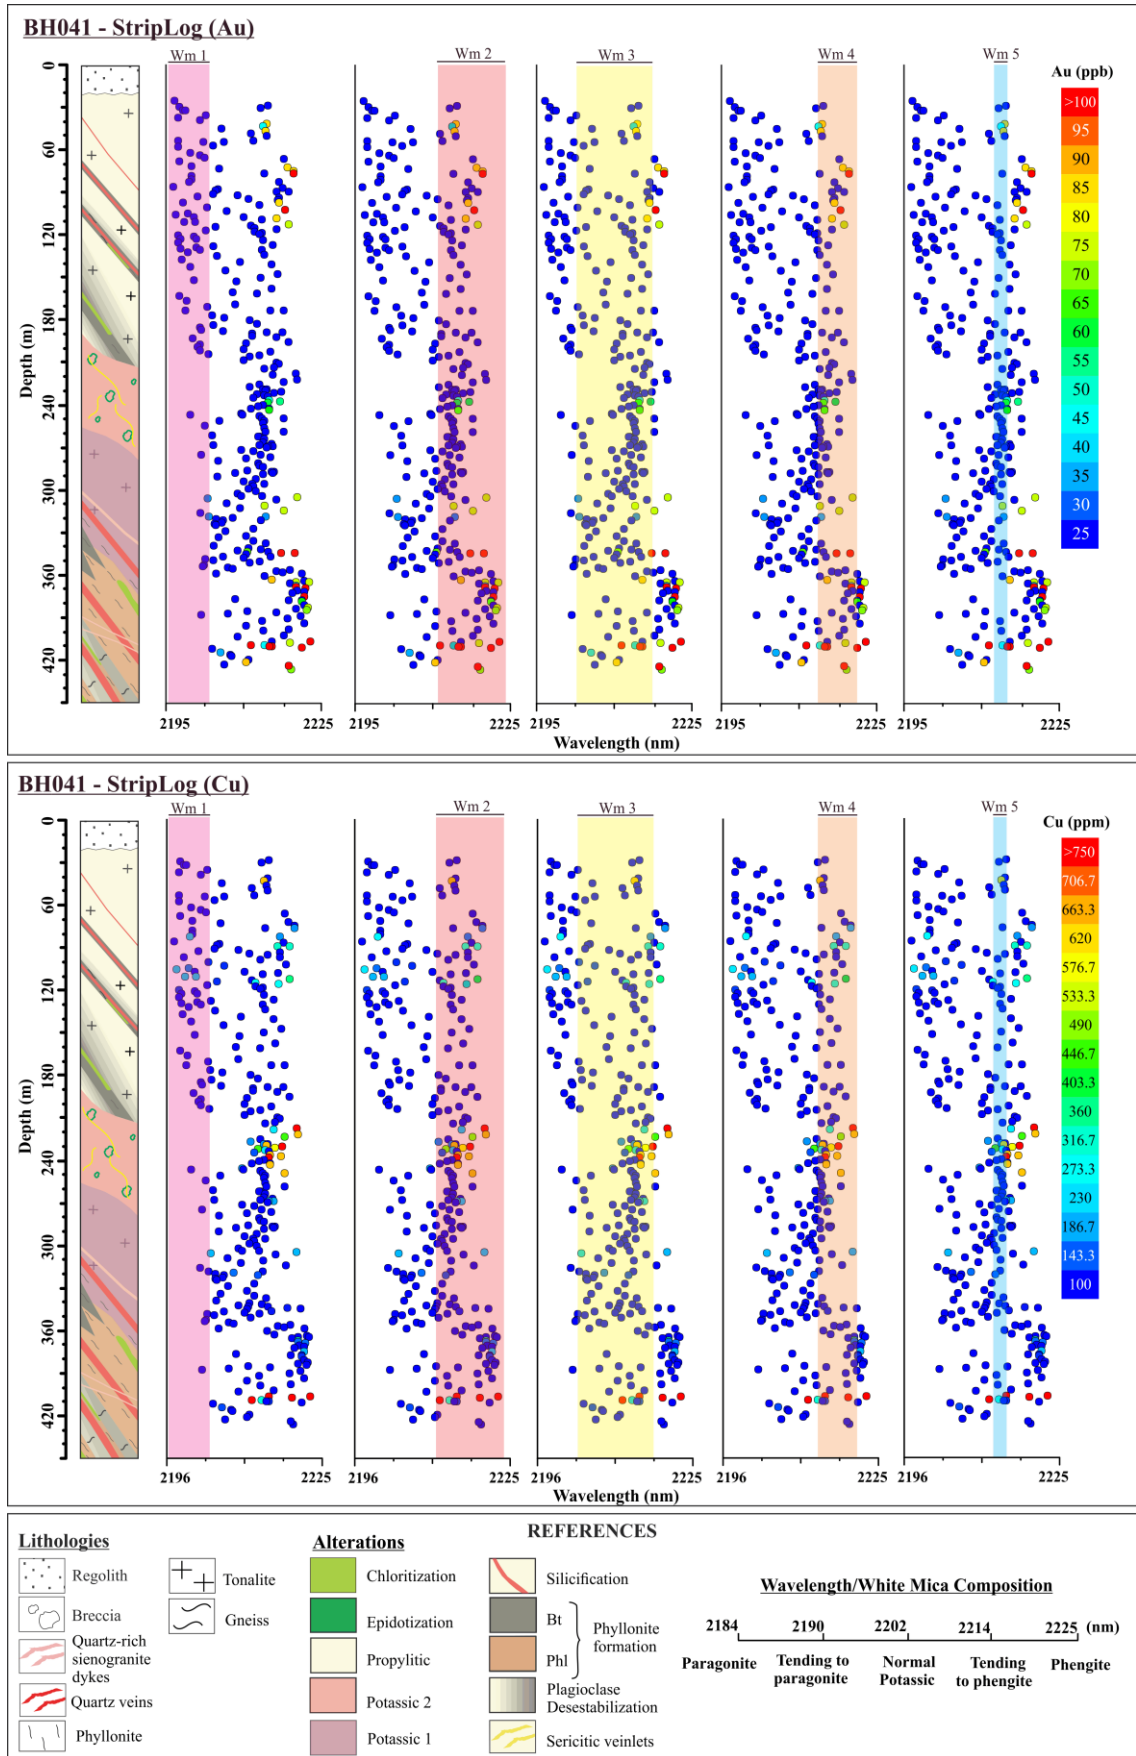 BH041 - StripLog (Au)
Wm 1
Wm 2
Wm 3
Wm 4
Wm 5
Au (ppb)
>100
95
90
85
80
75
70
65
60
55
50
45
40
35
30
25
Depth (m)
0
60
120
180
240
300
360
420
2195 2225
2195 2225
2195 2225
2195 2225
2195 2225
Wavelength (nm)
BH041 - StripLog (Cu)
Wm 1
Wm 2
Wm 3
Wm 4
Wm 5
Cu (ppm)
>750
706.7
663.3
620
576.7
533.3
490
446.7
403.3
360
316.7
273.3
230
186.7
143.3
100
Depth (m)
0
60
120
180
240
300
360
420
2196 2225
2196 2225
2196 2225
2196 2225
2196 2225
Wavelength (nm)
REFERENCES
Lithologies
Regolith
Breccia
Quartz-rich
sienogranite
dykes
Quartz veins
Phyllonite
Tonalite
Gneiss
Alterations
Chloritization
Epidotization
Propylitic
Potassic 2
Potassic 1
Silicification
Bt
Phl
Phyllonite
formation
Plagioclase
Desestabilization
Sericitic veinlets
Wavelength/White Mica Composition
2184 2190 2202 2214 2225 (nm)
Paragonite
Tending to
paragonite
Normal
Potassic
Tending
to phengite
Phengite